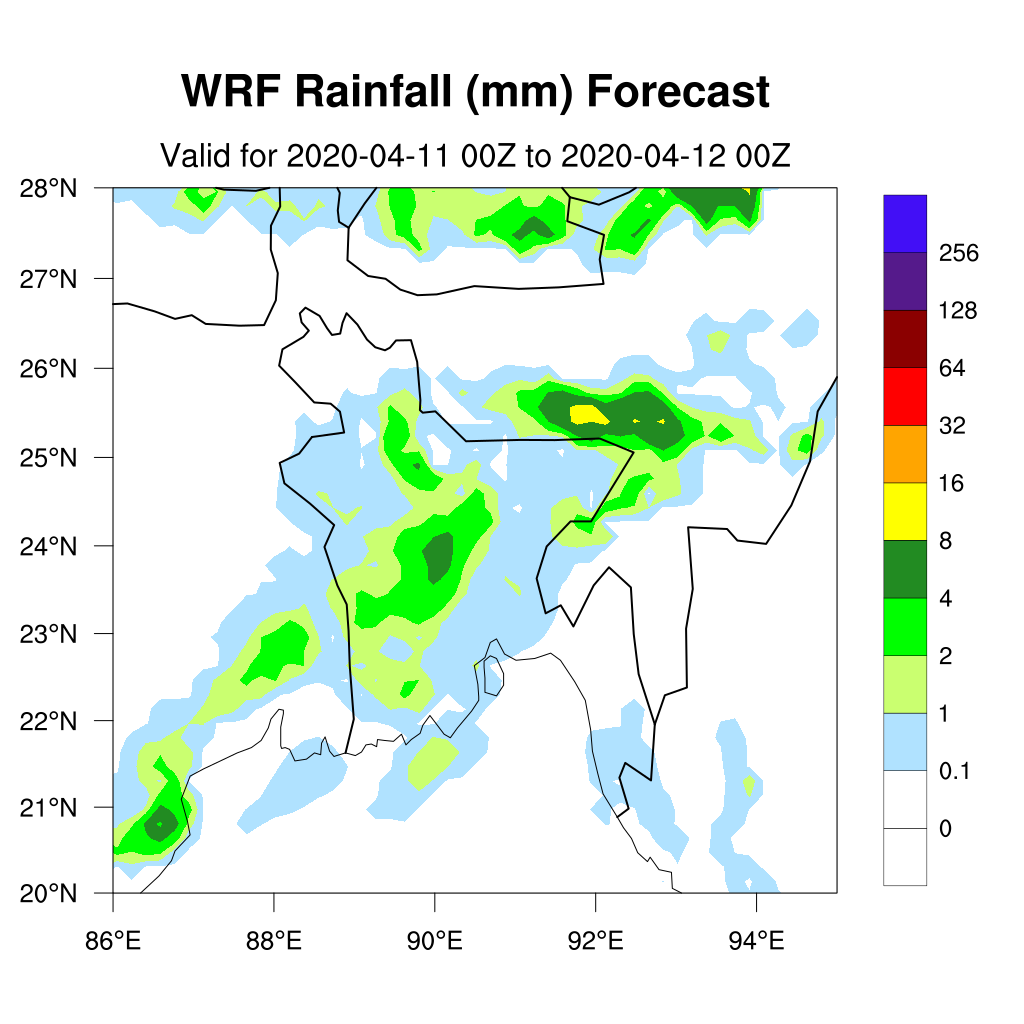 WRF Rainfall (mm) Forecast
Valid for 2020-04-11 00Z to 2020-04-12 00Z
28°N
27°N
26°N
25°N
24°N
23°N
22°N
21°N
20°N
86°E
88°E
90°E
92°E
94°E
256
128
64
32
16
8
4
2
1
0.1
0